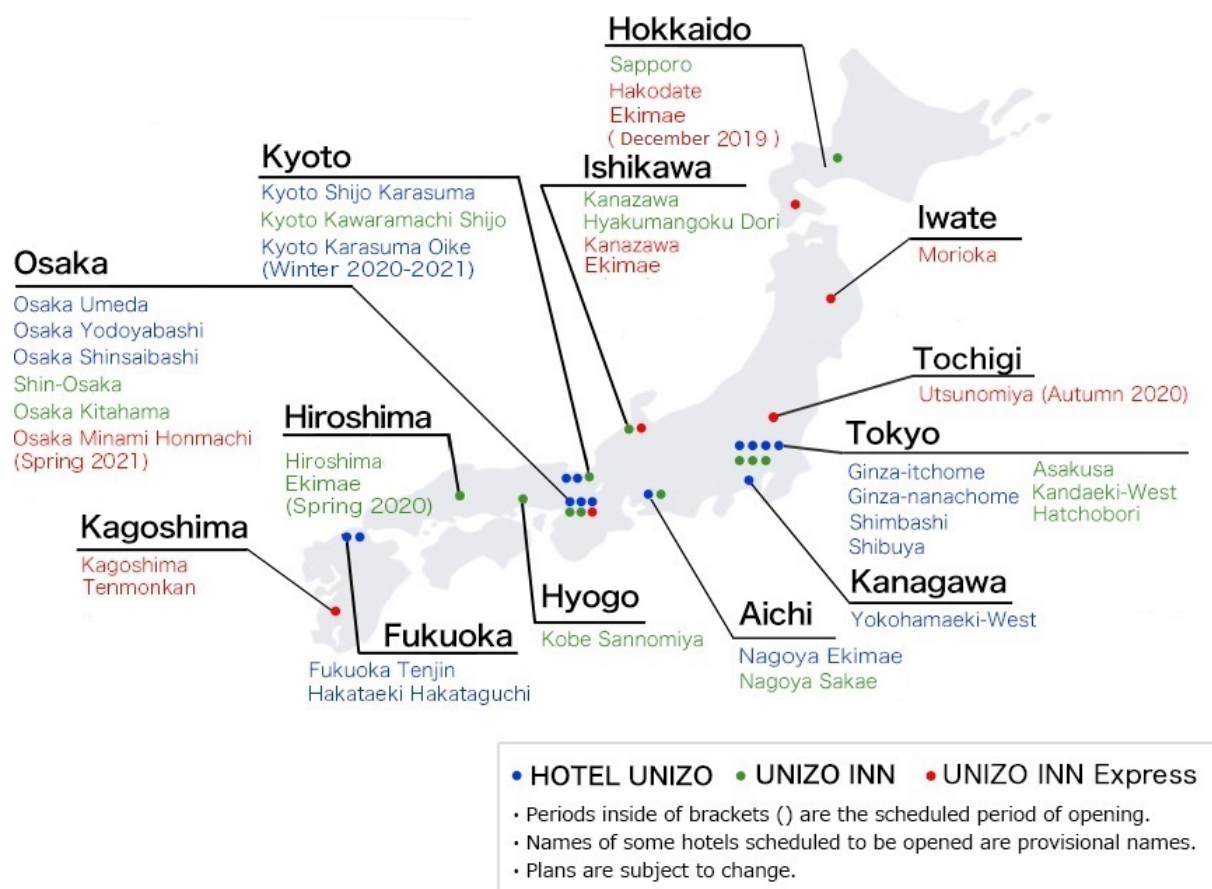 Hokkaido
Sapporo
Hakodate
Ekimae
( December 2019 )
Kyoto
Kyoto Shijo Karasuma
Kyoto Kawaramachi Shijo
Kyoto Karasuma Oike
(Winter 2020-2021)
Ishikawa
Kanazawa
Hyakumangoku Dori
Kanazawa
Ekimae
Iwate
Morioka
Osaka
Osaka Umeda
Osaka Yodoyabashi
Osaka Shinsaibashi
Shin-Osaka
Osaka Kitahama
Osaka Minami Honmachi
(Spring 2021)
Tochigi
Utsunomiya (Autumn 2020)
Hiroshima
Hiroshima
Ekimae
(Spring 2020)
Tokyo
Ginza-itchome
Ginza-nanachome
Shimbashi
Shibuya
Asakusa
Kandaeki-West
Hatchobori
Kagoshima
Kagoshima
Tenmonkan
Kanagawa
Yokohamaeki-West
Hyogo
Kobe Sannomiya
Aichi
Nagoya Ekimae
Nagoya Sakae
Fukuoka
Fukuoka Tenjin
Hakataeki Hakataguchi
• HOTEL UNIZO • UNIZO INN • UNIZO INN Express
・Periods inside of brackets () are the scheduled period of opening.
・Names of some hotels scheduled to be opened are provisional names.
・Plans are subject to change.